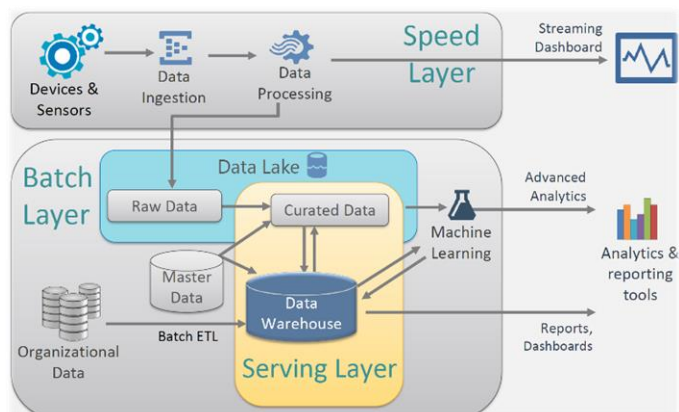 Speed
Layer
Streaming
Dashboard
Devices &
Sensors
Data
Ingestion
Data
Processing
Batch
Layer
Data Lake
Raw Data
Curated Data
Machine
Learning
Advanced
Analytics
Analytics &
reporting
tools
Master
Data
Data
Warehouse
Organizational
Data
Batch ETL
Reports,
Dashboards
Serving Layer